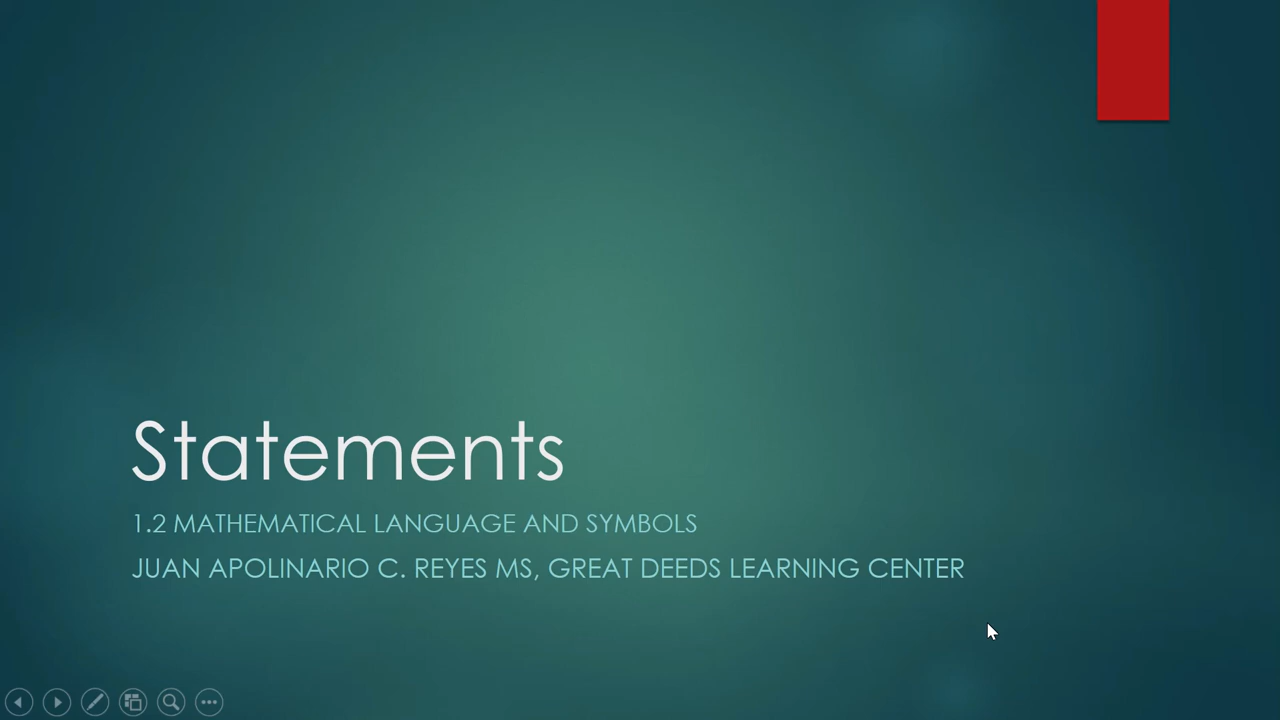 Statements
1.2 MATHEMATICAL LANGUAGE AND SYMBOLS
JUAN APOLINARIO C. REYES MS, GREAT DEEDS LEARNING CENTER